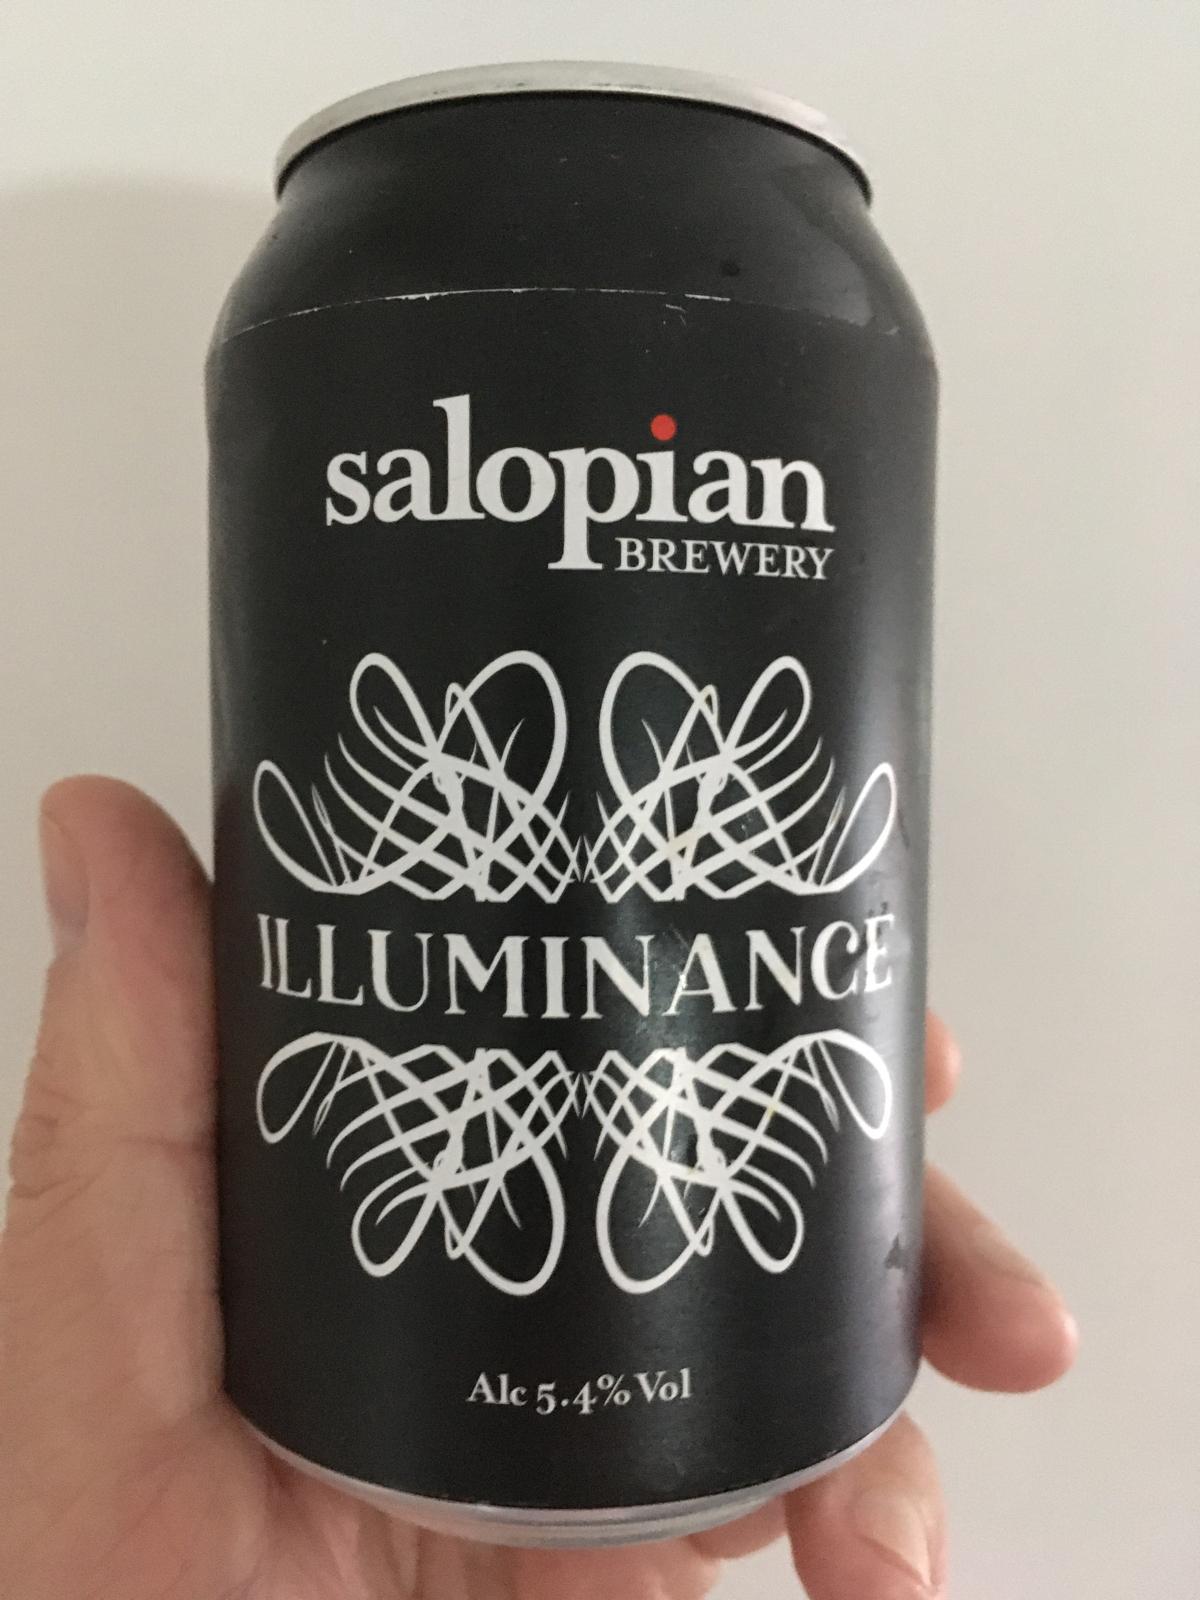 salopian
BREWERY
ILLUMINANCE
Alc 5.4% Vol